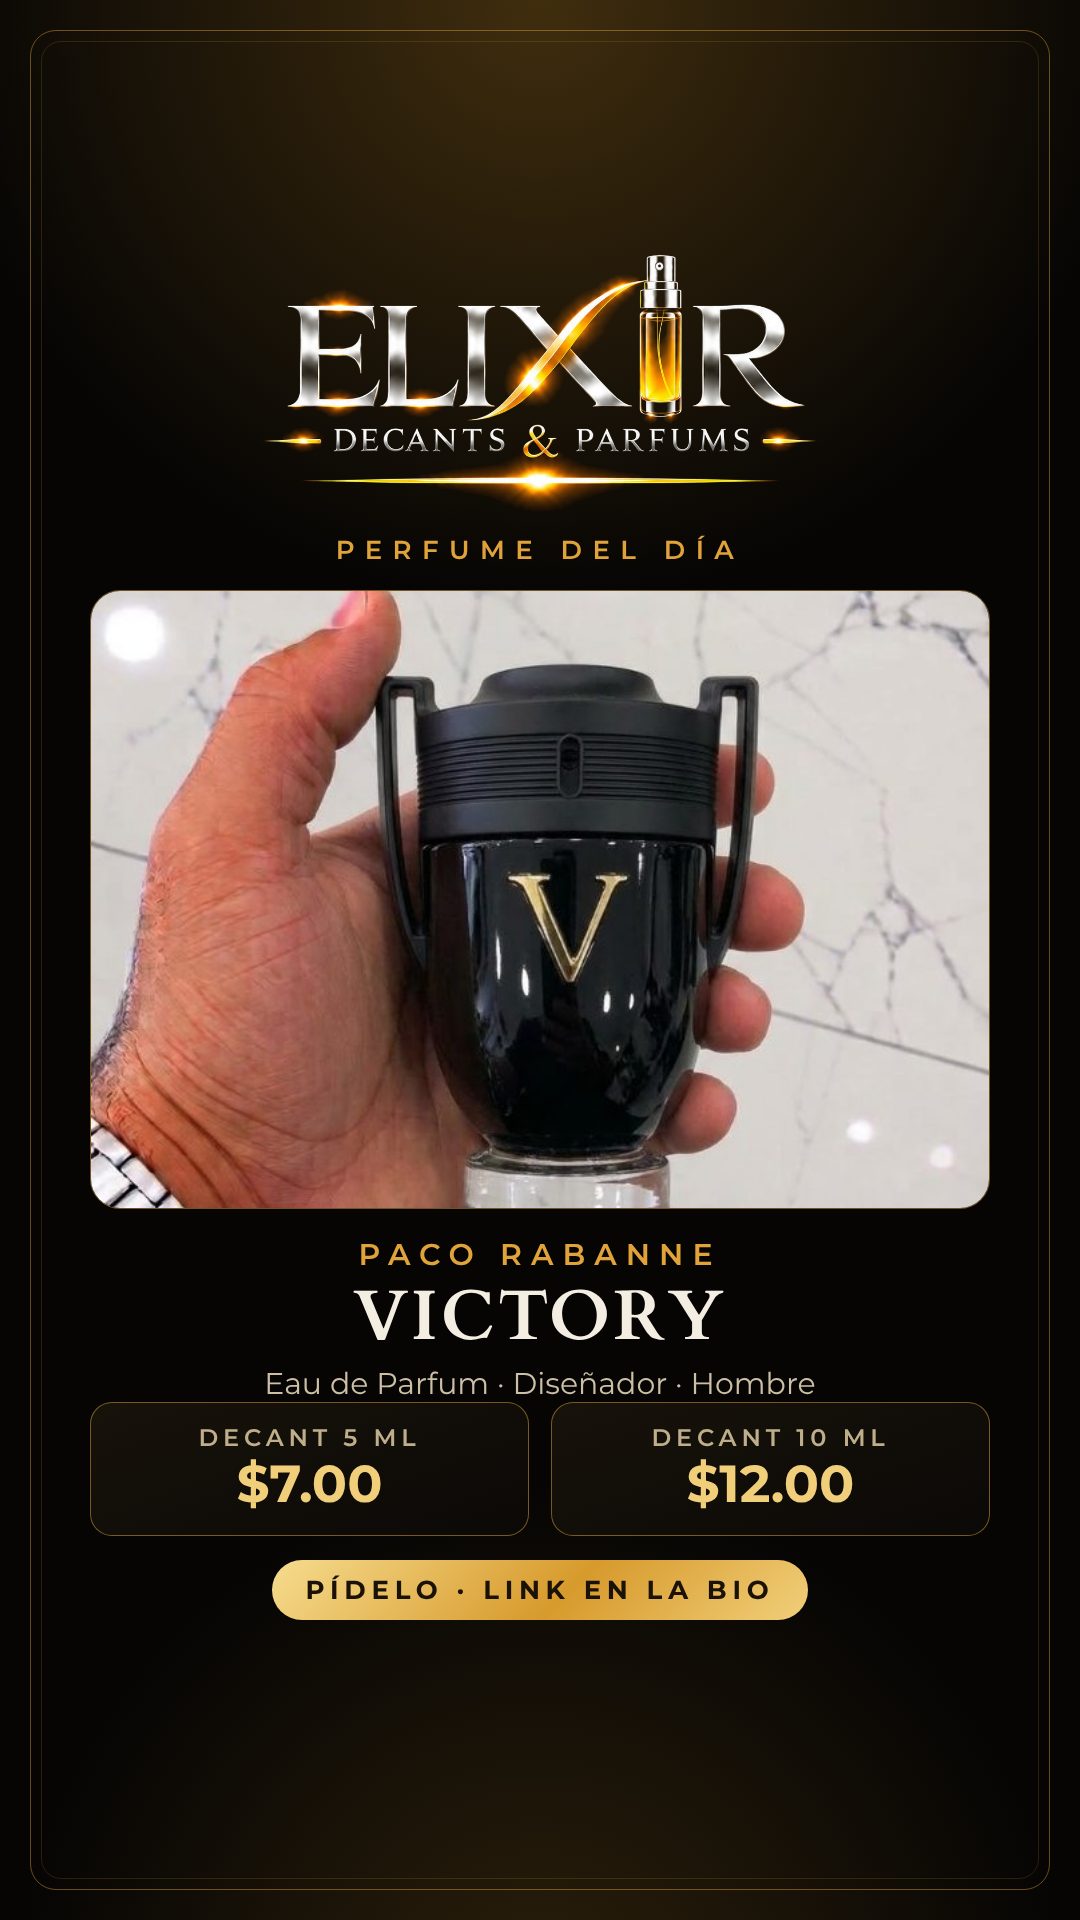 ELIXIR
DECANTS & PARFUMS
PERFUME DEL DÍA
V
PACO RABANNE
VICTORY
Eau de Parfum · Diseñador · Hombre
DECANT 5 ML
$7.00
DECANT 10 ML
$12.00
PÍDELO · LINK EN LA BIO